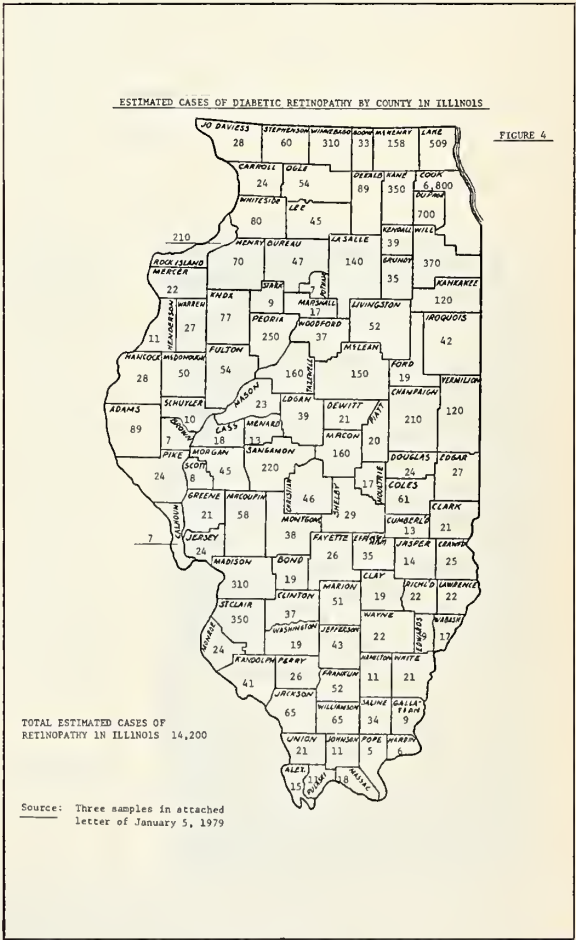 ESTIMATED CASES OF DIABETIC RETINOPATHY BY COUNTY IN ILLINOIS
FIGURE 4
JO DAVIESS STEPHENSON WINNEBAGO BOONE McHENRY LAKE
28 60 310 33 158 509
CARROLL OGLE DEKALB KANE COOK
24 54 89 350 6,800
DUPAGE
WHITESIDE LEE 700
80 45
KENDALL WILL
210 39 370
HENRY BUREAU LASALLE
70 47 140
ROCK ISLAND GRUNDY
MERCER 35
22 KANKAKEE
STARK PUTNAM 120
9 7
KNOX MARSHALL LIVINGSTON IROQUOIS
77 17 52 42
HENDERSON WARREN PEORIA WOODFORD
11 27 250 37
McLEAN
150
HANCOCK McDONOUGH FULTON TAZEWELL FORD
28 50 54 160 19
CHAMPAIGN VERMILION
210 120
SCHUYLER MASON LOGAN DEWITT PIATT
10 23 39 21 20
ADAMS BROWN CASS MENARD MACON
89 7 18 13 160
PIKE SCOTT MORGAN SANGAMON DOUGLAS EDGAR
24 8 45 220 24 27
MOULTRIE COLES
17 61
GREENE MACOUPIN CHRISTIAN SHELBY CLARK
21 58 46 29 21
CALHOUN MONTGOM. CUMBERL'D
7 38 13
JERSEY FAYETTE JASPER CRAWF'D
24 26 35 14 25
MADISON BOND CLAY RICHL'D LAWRENCE
310 19 19 22 22
CLINTON MARION
37 51
ST CLAIR WAYNE EDWARDS WABASH
350 22 9 17
MONROE WASHINGTON JEFFERSON
24 19 43
RANDOLPH PERRY HAMILTON WHITE
41 26 11 21
FRANKLIN
52
JACKSON WILLIAMSON SALINE GALLA-
TIAN
65 65 34 9
TOTAL ESTIMATED CASES OF
RETINOPATHY IN ILLINOIS 14,200
UNION JOHNSON POPE HARDIN
21 11 5 6
ALEX. PULASKI MASSAC
15 11 18
Source: Three samples in attached
letter of January 5, 1979